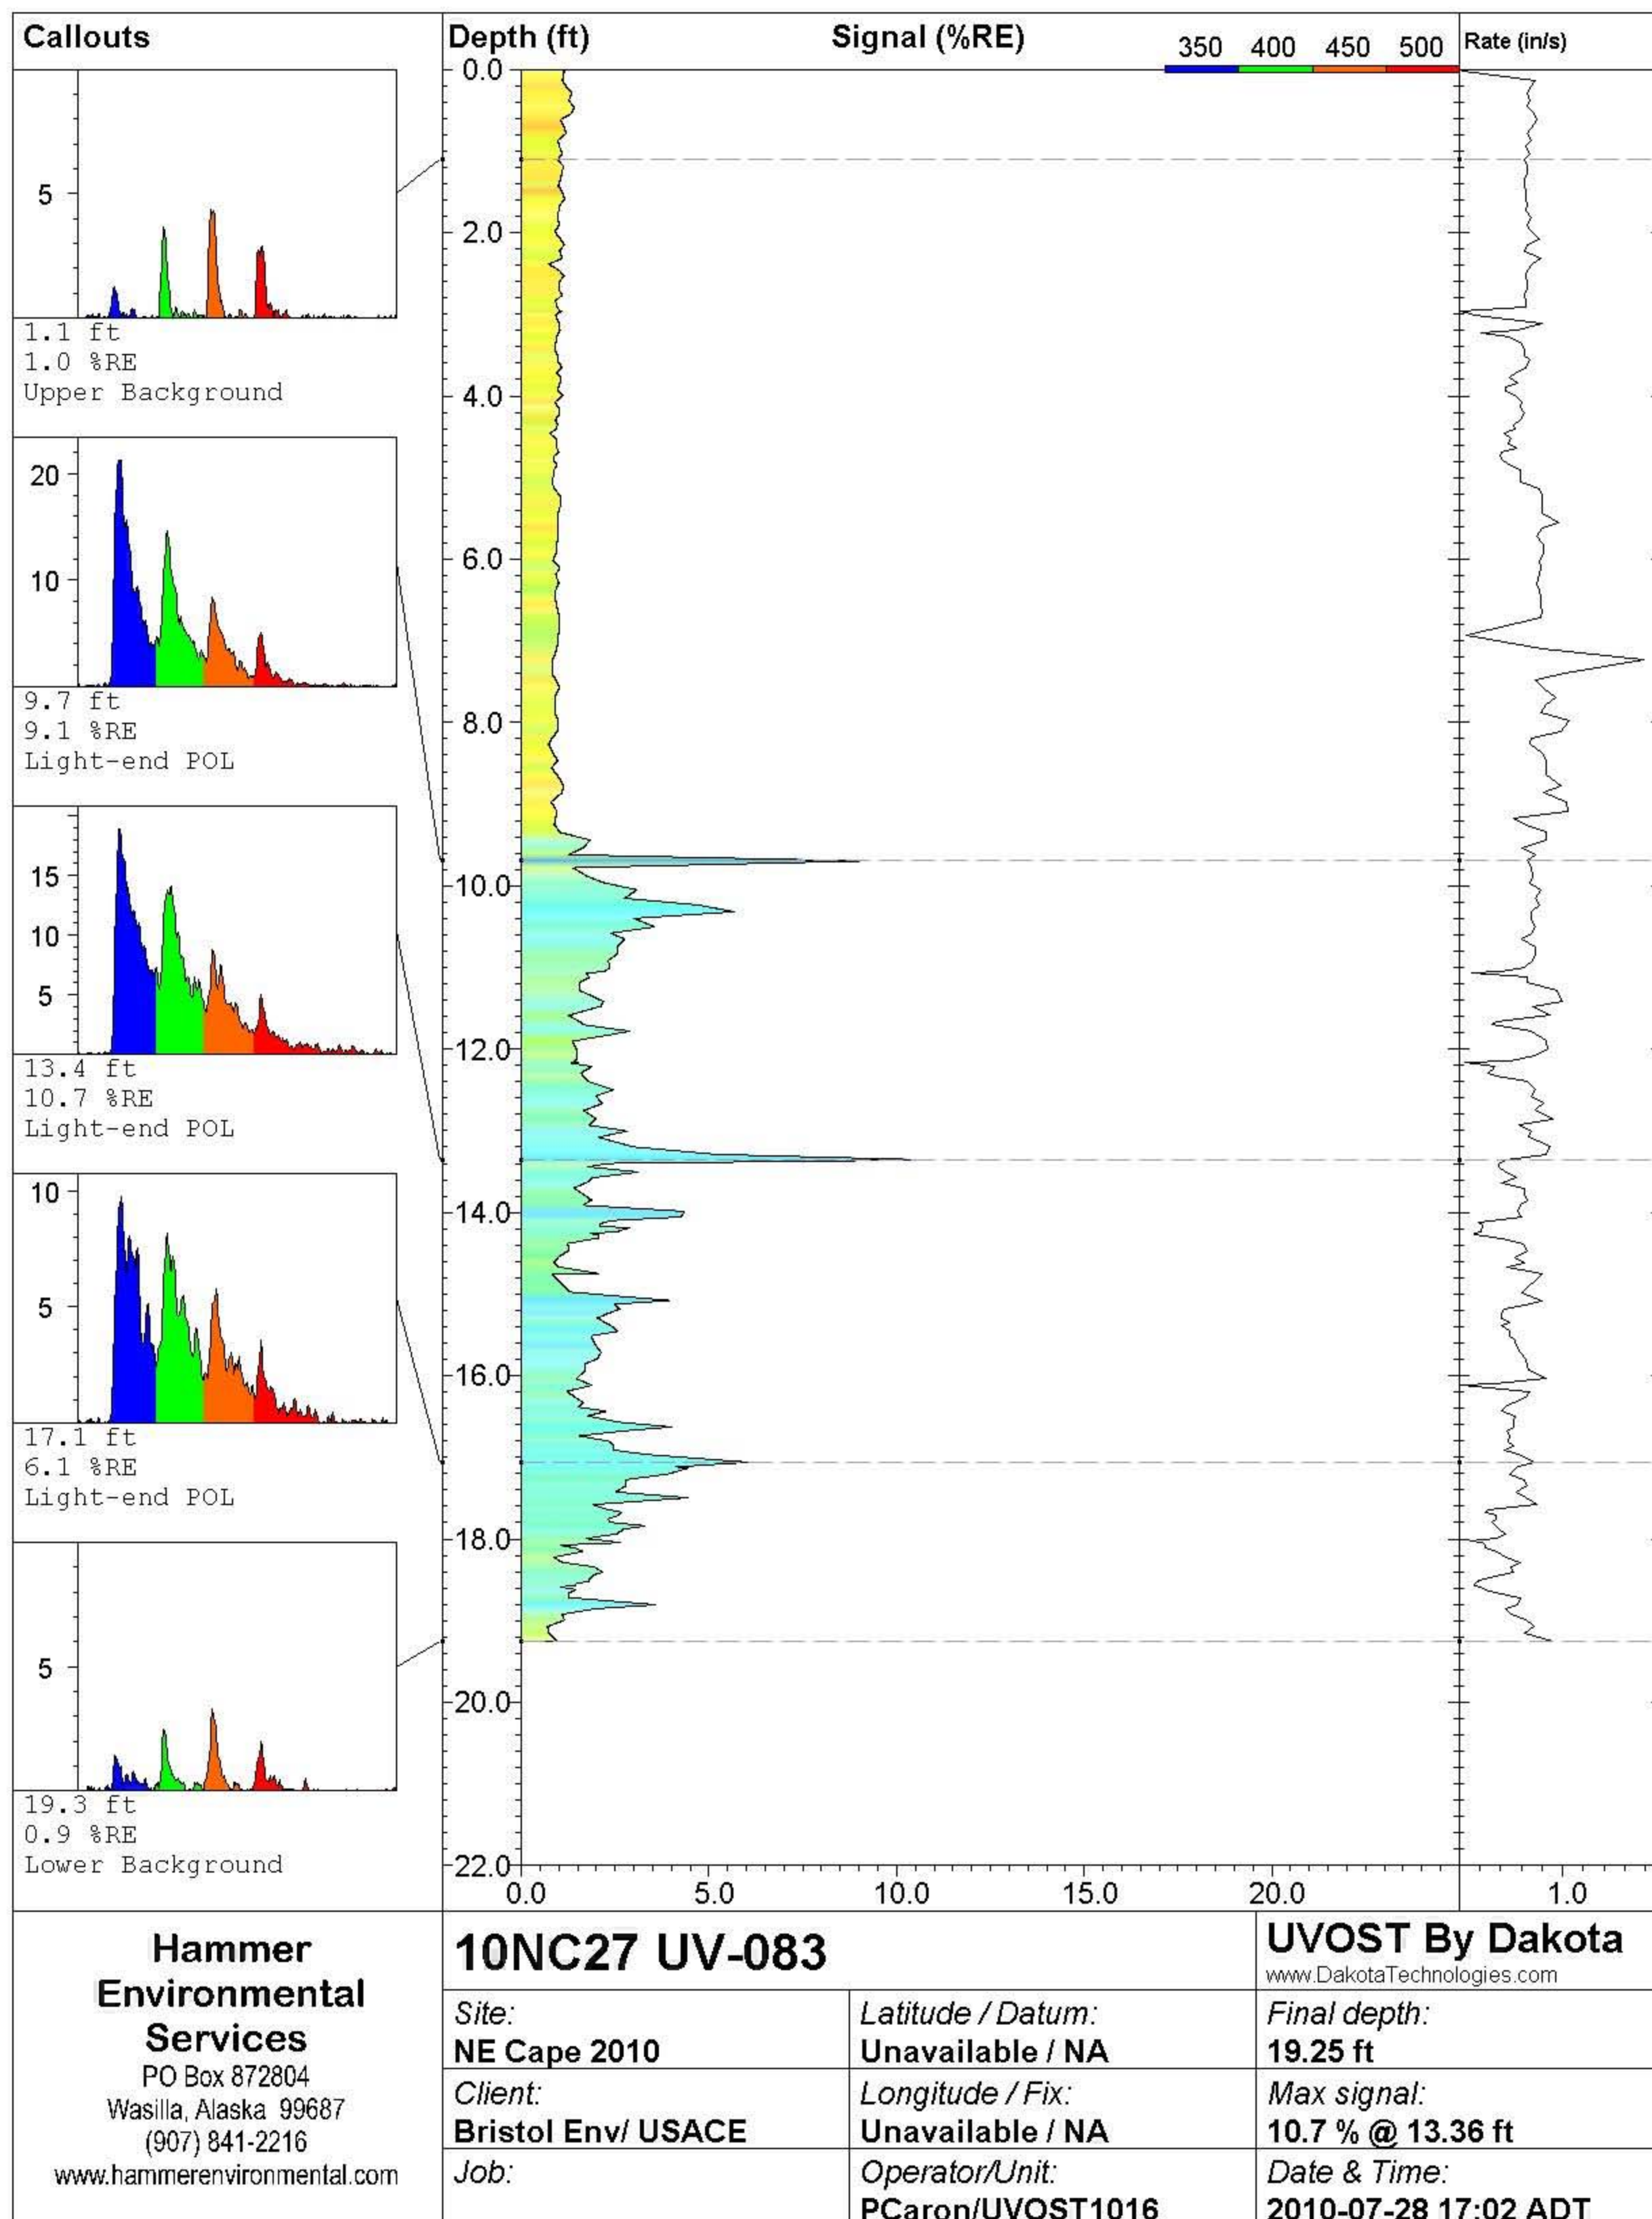 Callouts
Depth (ft)
Signal (%RE)
350 400 450 500
Rate (in/s)
5
1.1 ft
1.0 %RE
Upper Background
20
10
9.7 ft
9.1 %RE
Light-end POL
15
10
5
13.4 ft
10.7 %RE
Light-end POL
10
5
17.1 ft
6.1 %RE
Light-end POL
5
19.3 ft
0.9 %RE
Lower Background
0.0
2.0
4.0
6.0
8.0
10.0
12.0
14.0
16.0
18.0
20.0
22.0
0.0 5.0 10.0 15.0 20.0
1.0
Hammer
Environmental
Services
PO Box 872804
Wasilla, Alaska 99687
(907) 841-2216
www.hammerenvironmental.com
10NC27 UV-083
UVOST By Dakota
www.DakotaTechnologies.com
Site:
NE Cape 2010
Latitude / Datum:
Unavailable / NA
Final depth:
19.25 ft
Client:
Bristol Env/ USACE
Longitude / Fix:
Unavailable / NA
Max signal:
10.7 % @ 13.36 ft
Job:
Operator/Unit:
PCaron/UVOST1016
Date & Time:
2010-07-28 17:02 ADT